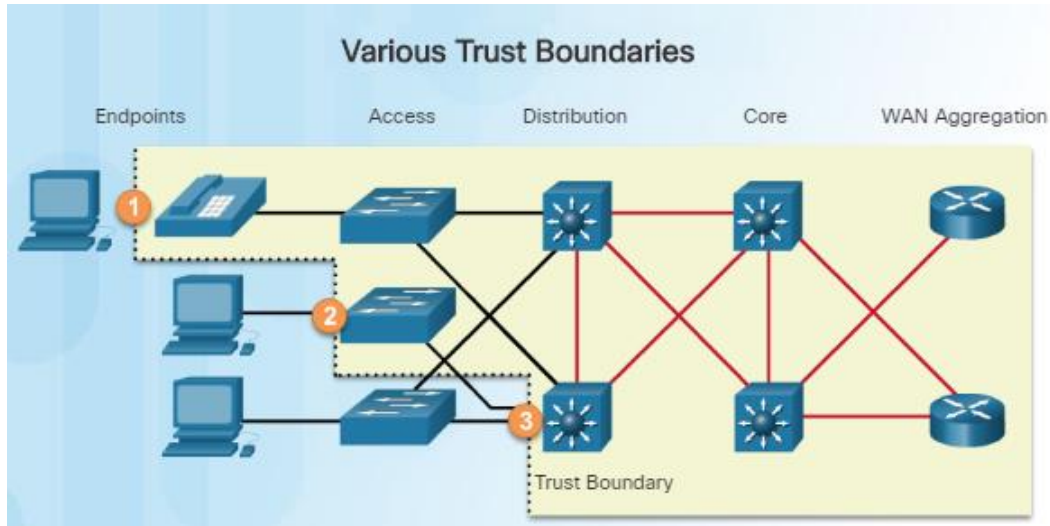 Various Trust Boundaries
Endpoints Access Distribution Core WAN Aggregation
1
2
3
Trust Boundary